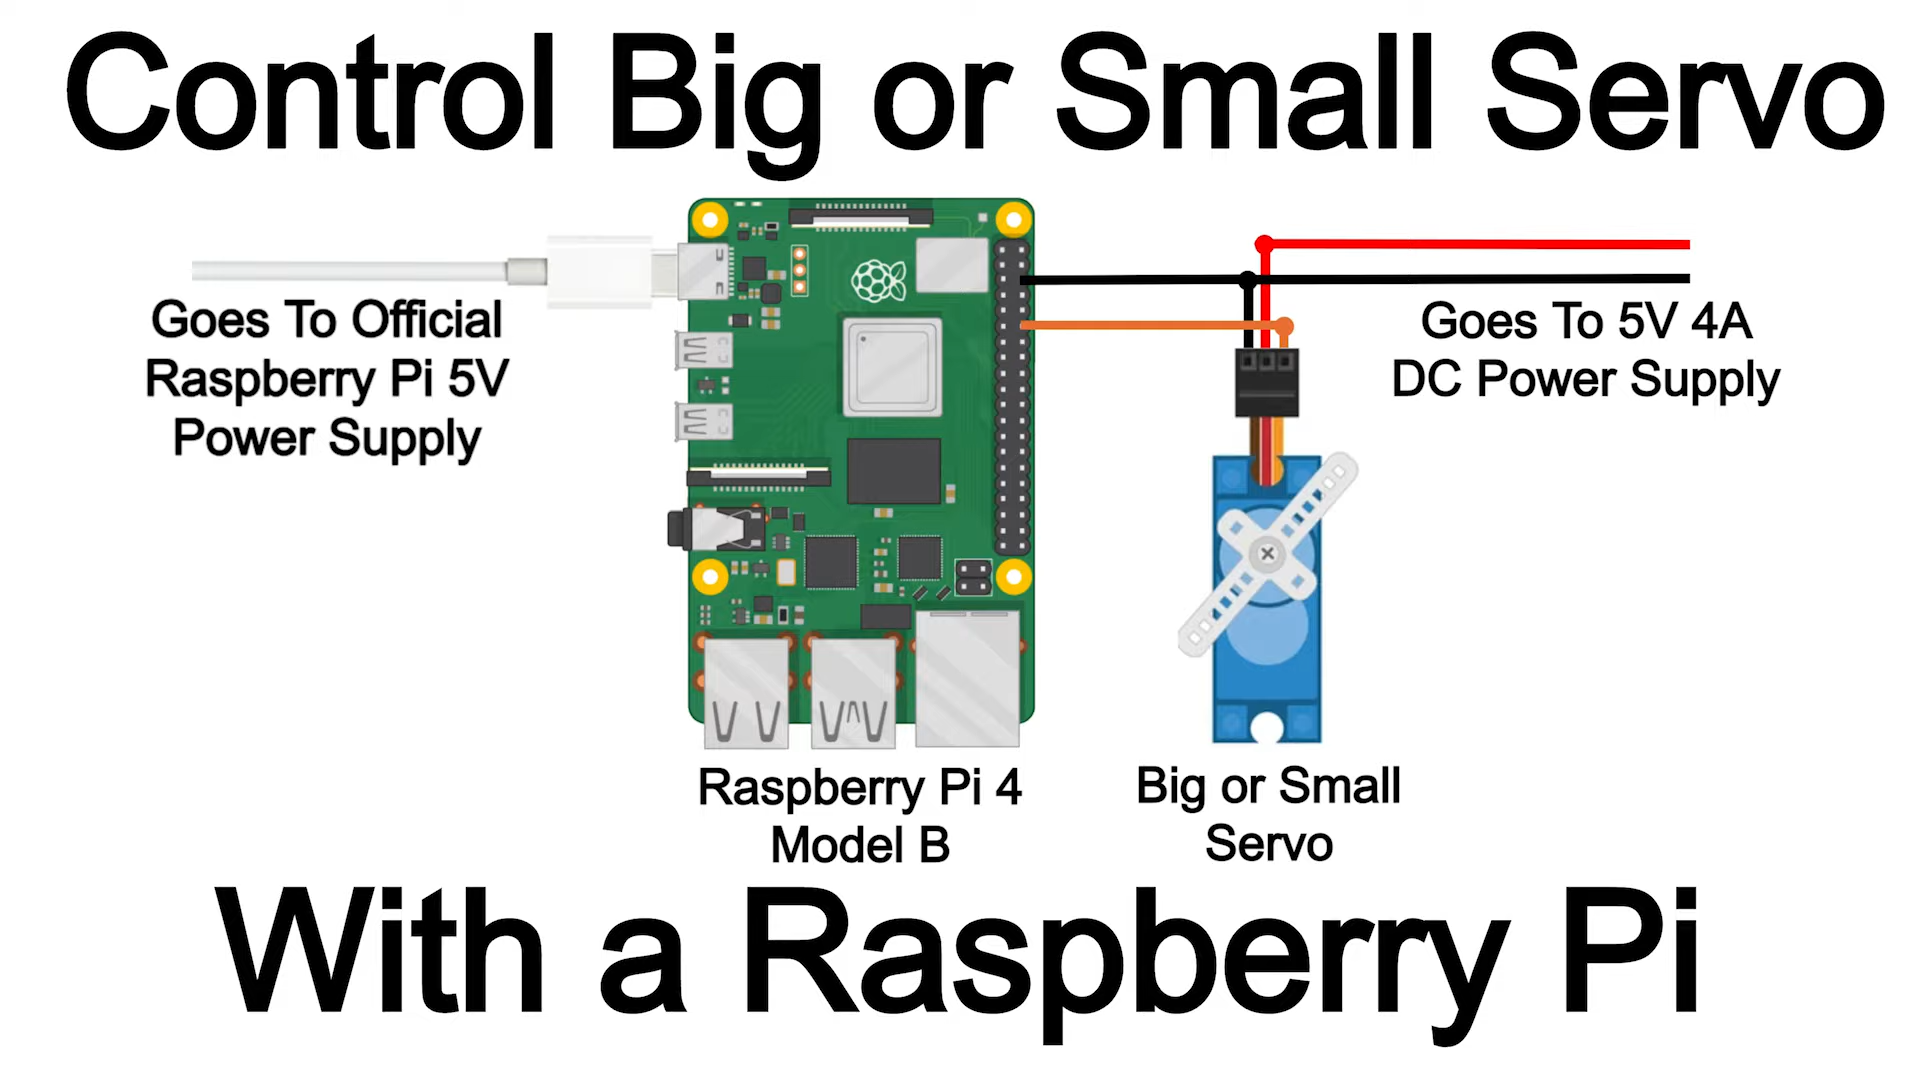 Control Big or Small Servo
Goes To Official
Raspberry Pi 5V
Power Supply
Goes To 5V 4A
DC Power Supply
Raspberry Pi 4
Model B
Big or Small
Servo
With a Raspberry Pi